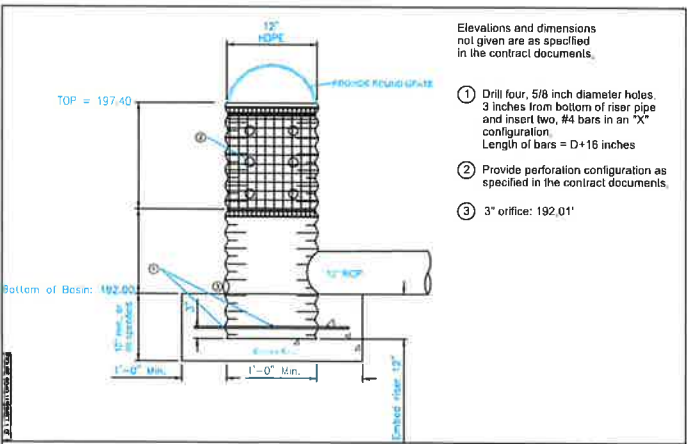 12"
HDPE
PROVIDE ROUND GRATE
TOP = 197.40
2
Bottom of Basin: 192.00
1
3
12" RCP
3"
12" min. or
as specified
1'-0" Min.
1'-0" Min.
Embed riser 12"
Elevations and dimensions
not given are as specified
in the contract documents.
1 Drill four, 5/8 inch diameter holes,
3 inches from bottom of riser pipe
and insert two, #4 bars in an "X"
configuration.
Length of bars = D+16 inches
2 Provide perforation configuration as
specified in the contract documents.
3 3" orifice: 192.01'